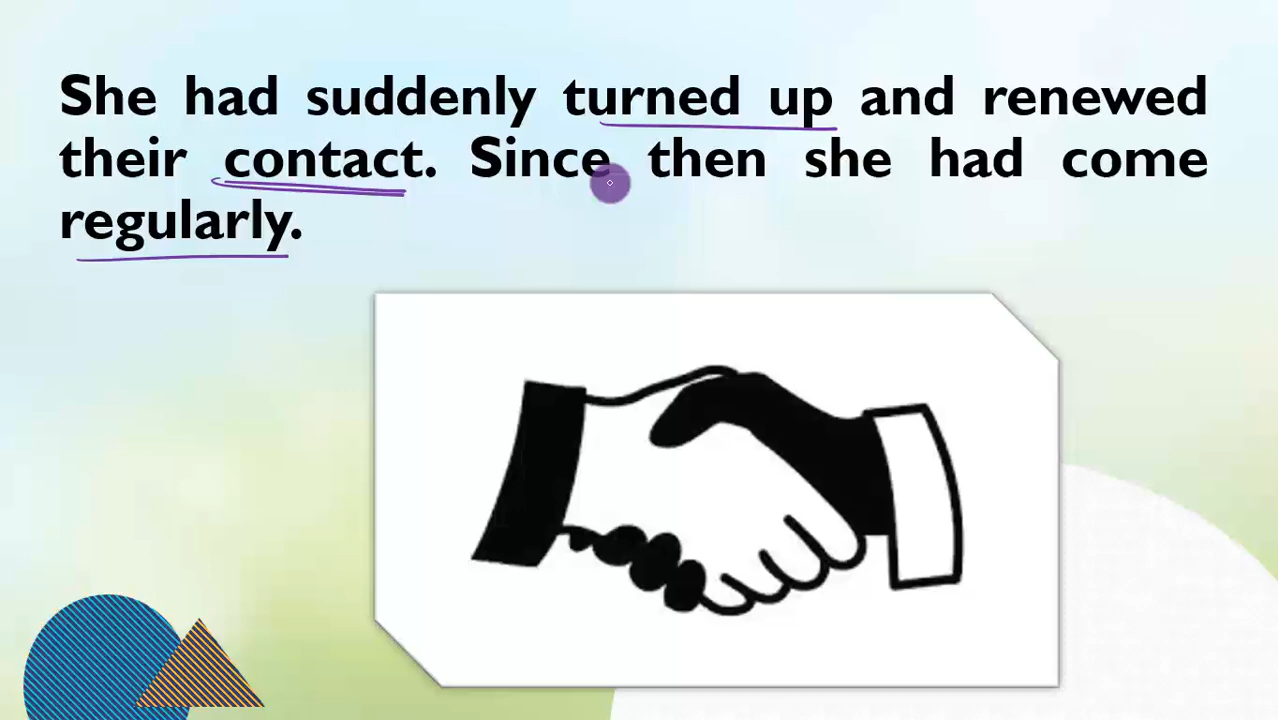 She had suddenly turned up and renewed
their contact. Since then she had come
regularly.